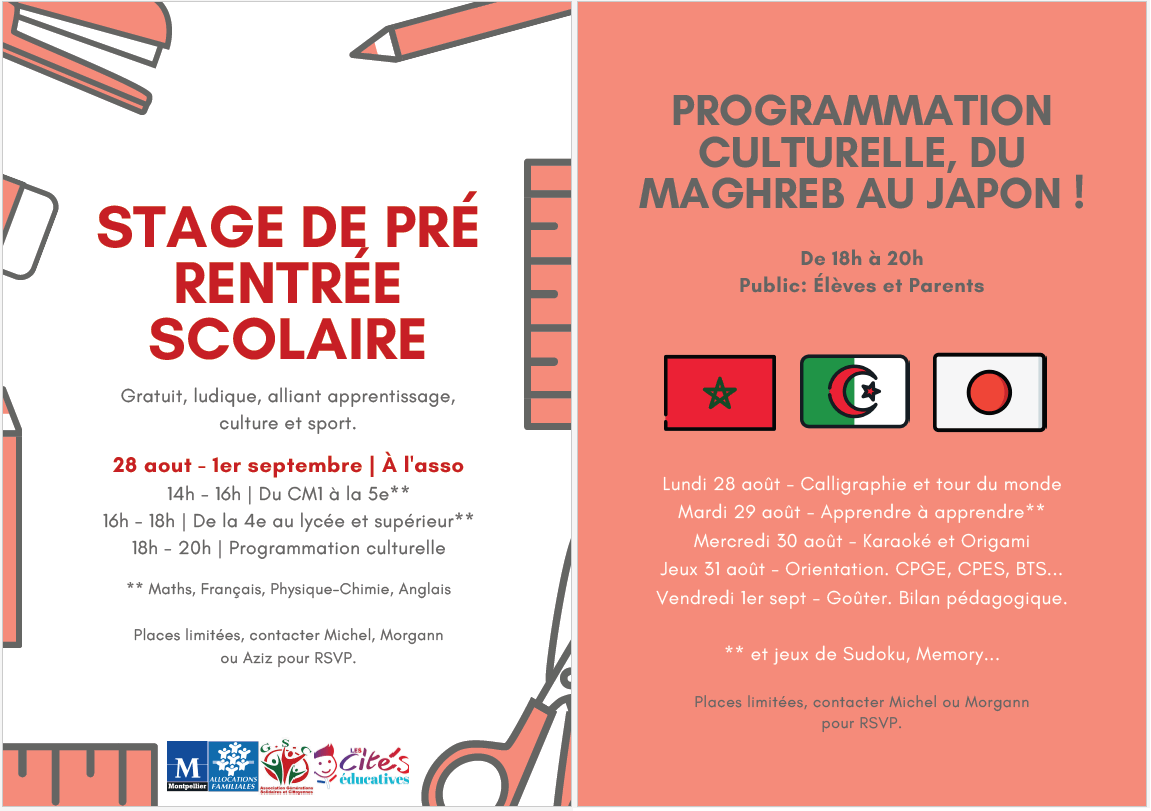 STAGE DE PRÉ
RENTRÉE
SCOLAIRE
Gratuit, ludique, alliant apprentissage,
culture et sport.
28 aout - 1er septembre | À l'asso
14h - 16h | Du CM1 à la 5e**
16h - 18h | De la 4e au lycée et supérieur**
18h - 20h | Programmation culturelle
** Maths, Français, Physique-Chimie, Anglais
Places limitées, contacter Michel, Morgann
ou Aziz pour RSVP.
M
Montpellier
ALLOCATIONS
FAMILIALES
G.S.C
Association Générations
Solidaires et Citoyennes
LES
Cités
éducatives
PROGRAMMATION
CULTURELLE, DU
MAGHREB AU JAPON !
De 18h à 20h
Public: Élèves et Parents
Lundi 28 août - Calligraphie et tour du monde
Mardi 29 août - Apprendre à apprendre**
Mercredi 30 août - Karaoké et Origami
Jeux 31 août - Orientation. CPGE, CPES, BTS...
Vendredi 1er sept - Goûter. Bilan pédagogique.
** et jeux de Sudoku, Memory...
Places limitées, contacter Michel ou Morgann
pour RSVP.